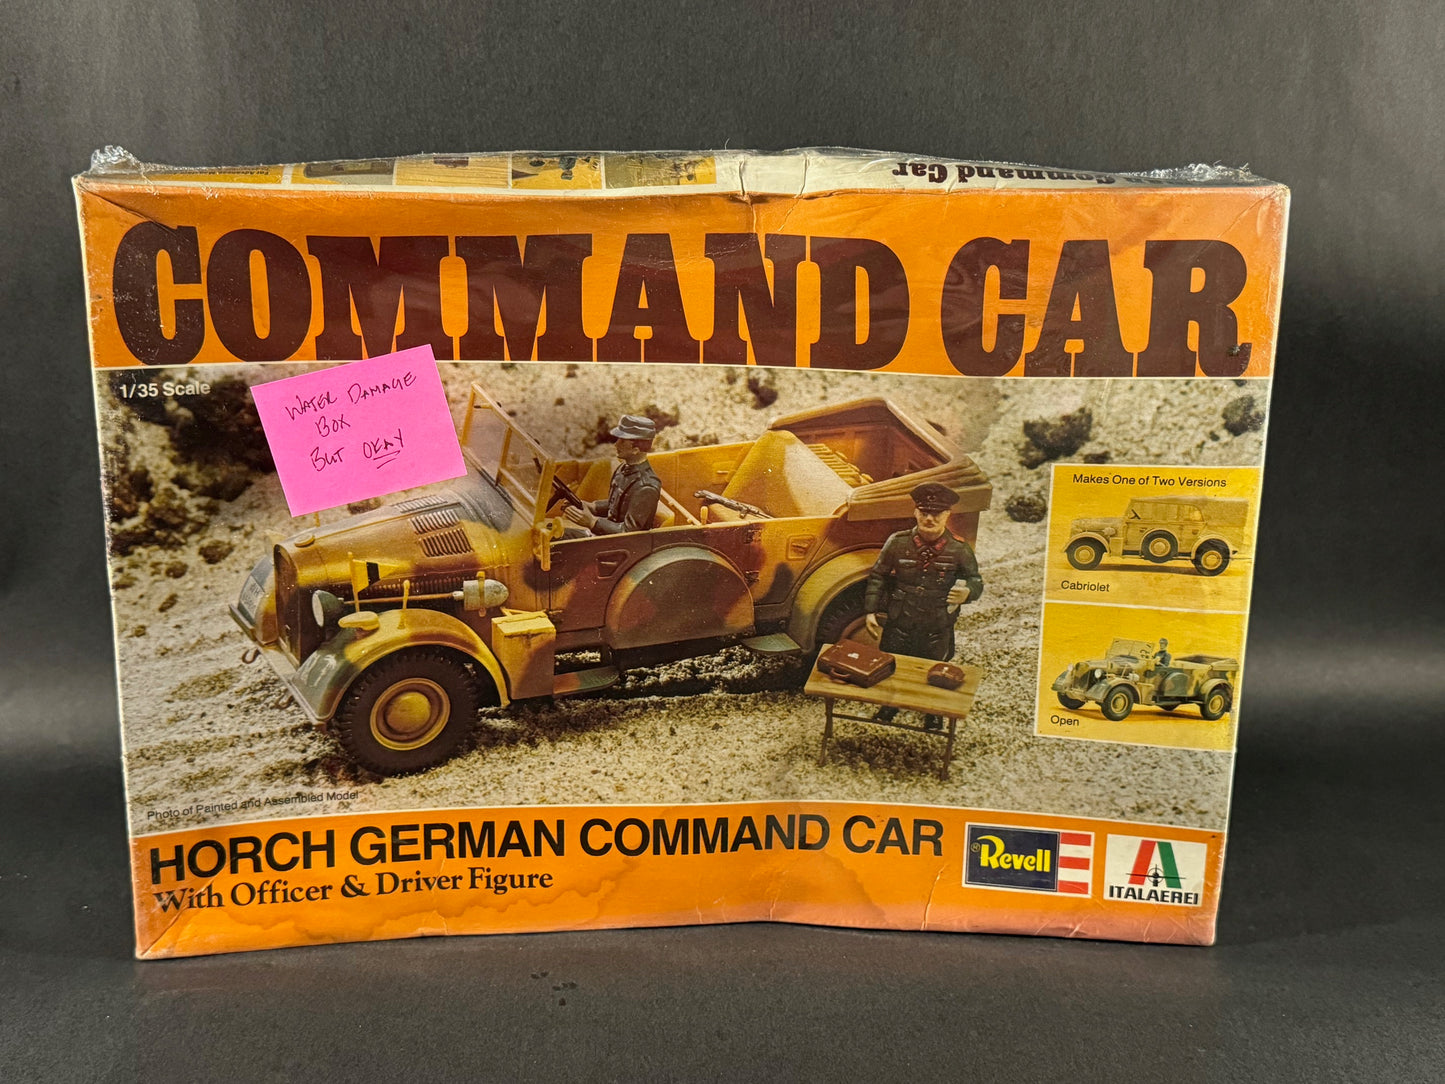 Command Car
COMMAND CAR
1/35 Scale
WATER DAMAGE
BOX
BUT OKAY
Makes One of Two Versions
Cabriolet
Open
Photo of Painted and Assembled Model
HORCH GERMAN COMMAND CAR
With Officer & Driver Figure
® Revell
ITALAEREI